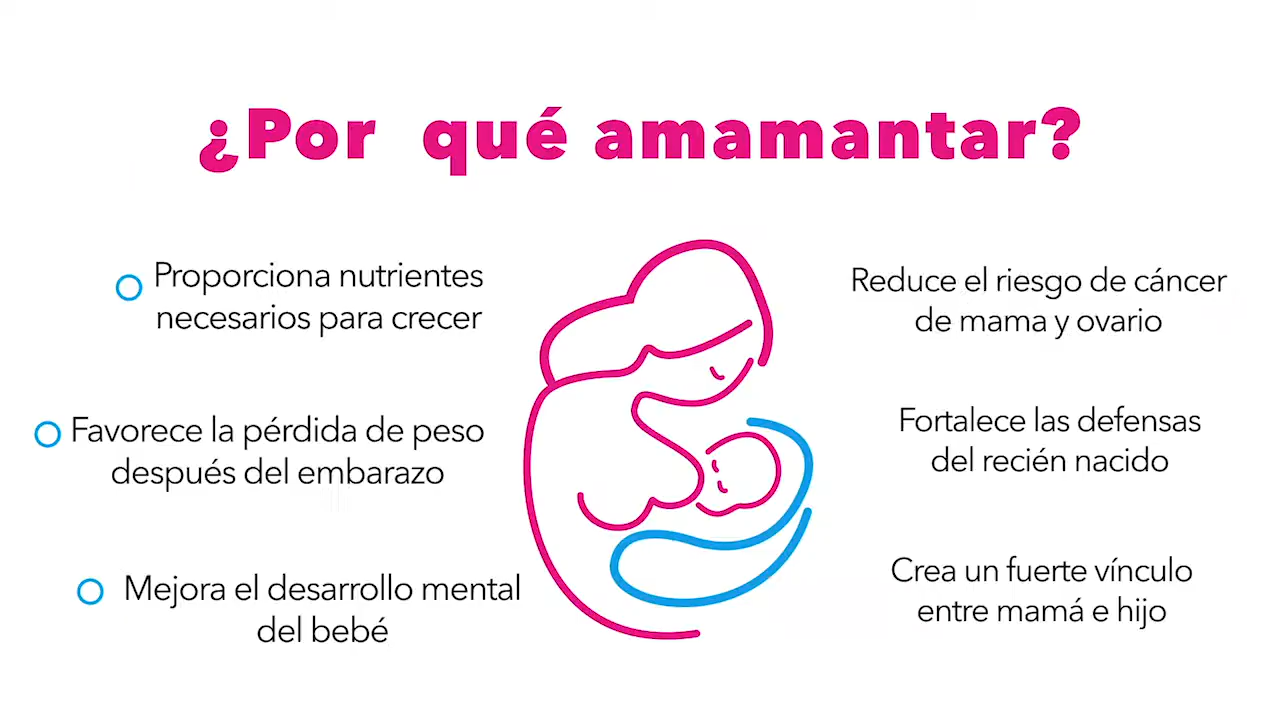 ¿Por qué amamantar?
Proporciona nutrientes
necesarios para crecer
Favorece la pérdida de peso
después del embarazo
Mejora el desarrollo mental
del bebé
Reduce el riesgo de cáncer
de mama y ovario
Fortalece las defensas
del recién nacido
Crea un fuerte vínculo
entre mamá e hijo